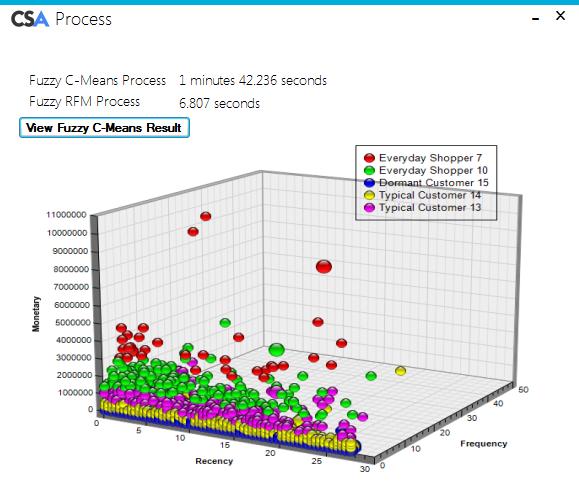 CSA Process
Fuzzy C-Means Process 1 minutes 42.236 seconds
Fuzzy RFM Process 6.807 seconds
View Fuzzy C-Means Result
Everyday Shopper 7
Everyday Shopper 10
Dormant Customer 15
Typical Customer 14
Typical Customer 13
11000000
10000000
9000000
8000000
7000000
6000000
5000000
4000000
3000000
2000000
1000000
0
Monetary
0 5 10 15 20 25 30
Recency
0 10 20 30 40 50
Frequency